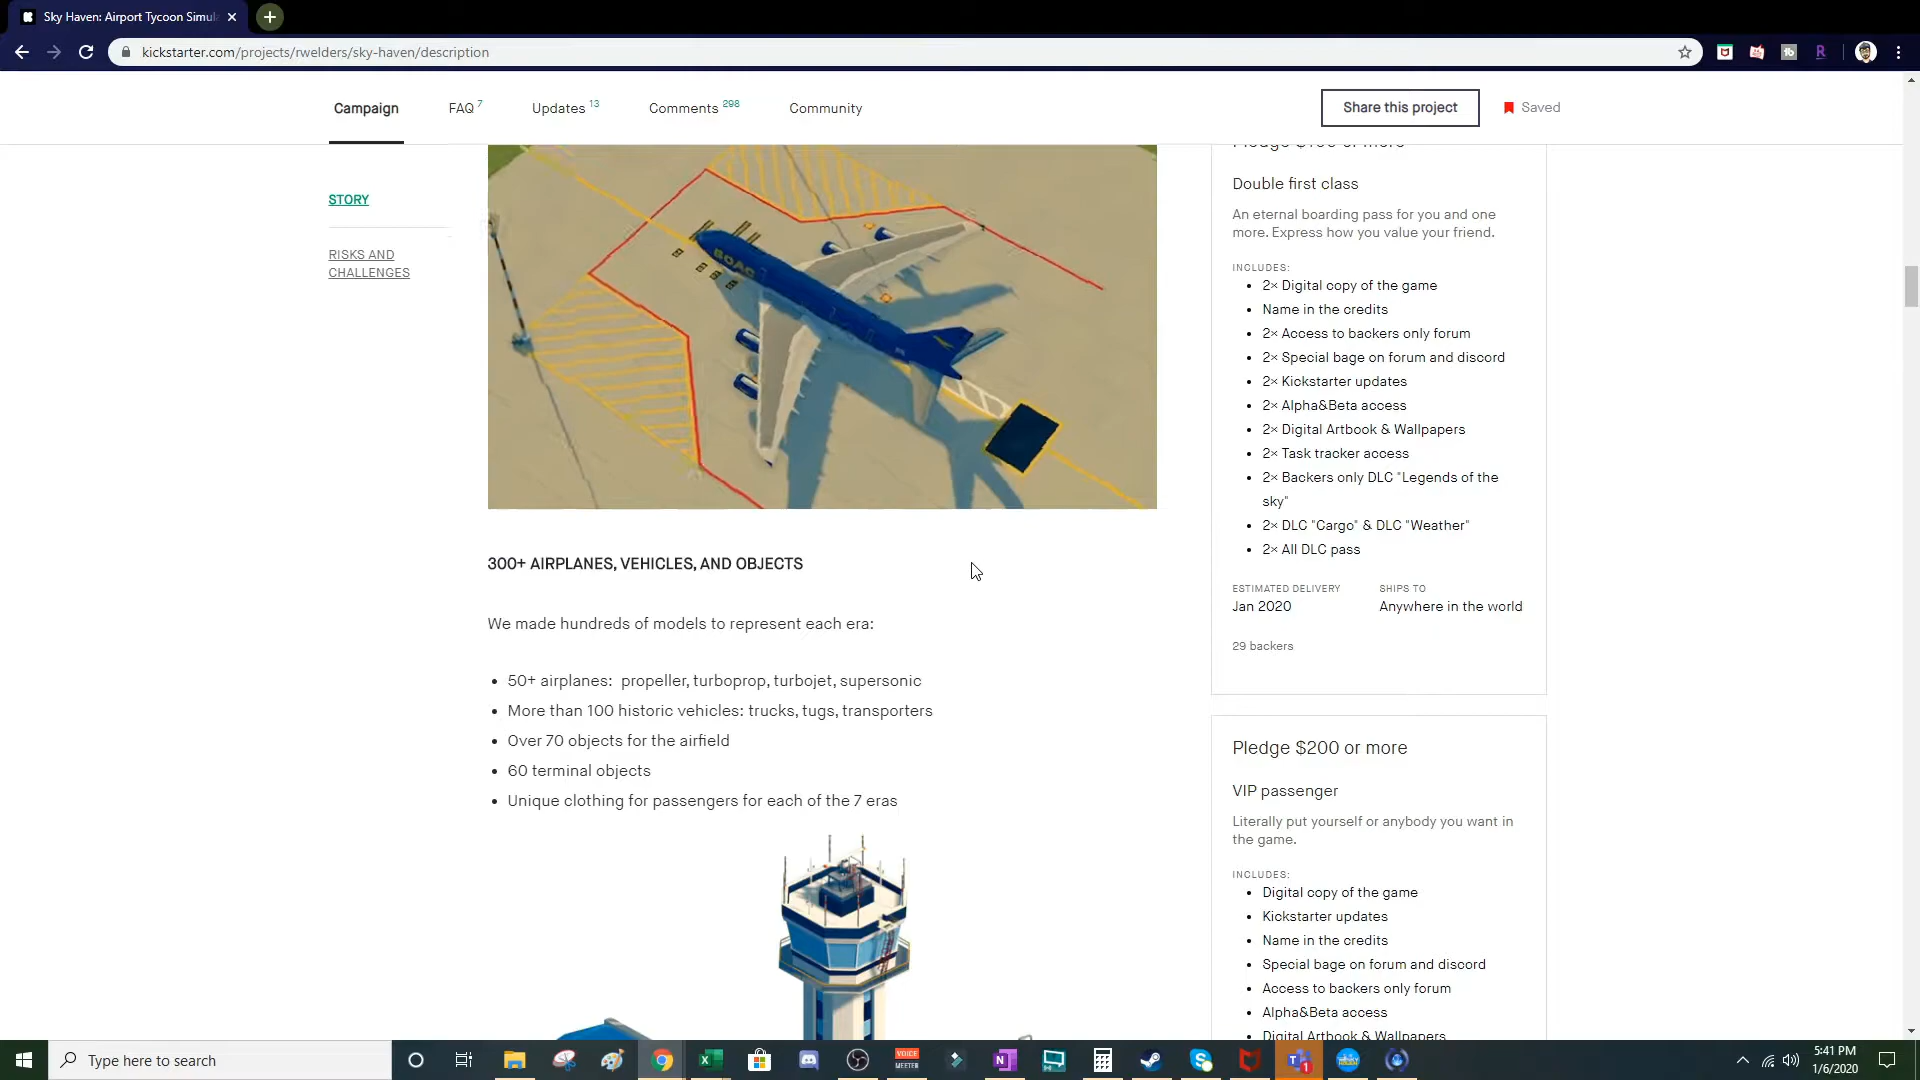 Sky Haven: Airport Tycoon Simul
kickstarter.com/projects/rwelders/sky-haven/description
Campaign
FAQ 7
Updates 13
Comments 298
Community
Share this project
Saved
STORY
RISKS AND
CHALLENGES
BOAC
300+ AIRPLANES, VEHICLES, AND OBJECTS
We made hundreds of models to represent each era:
• 50+ airplanes: propeller, turboprop, turbojet, supersonic
• More than 100 historic vehicles: trucks, tugs, transporters
• Over 70 objects for the airfield
• 60 terminal objects
• Unique clothing for passengers for each of the 7 eras
Double first class
An eternal boarding pass for you and one
more. Express how you value your friend.
INCLUDES:
• 2× Digital copy of the game
• Name in the credits
• 2× Access to backers only forum
• 2× Special bage on forum and discord
• 2× Kickstarter updates
• 2× Alpha&Beta access
• 2× Digital Artbook & Wallpapers
• 2× Task tracker access
• 2× Backers only DLC "Legends of the
sky"
• 2× DLC "Cargo" & DLC "Weather"
• 2× All DLC pass
ESTIMATED DELIVERY
Jan 2020
SHIPS TO
Anywhere in the world
29 backers
Pledge $200 or more
VIP passenger
Literally put yourself or anybody you want in
the game.
INCLUDES:
• Digital copy of the game
• Kickstarter updates
• Name in the credits
• Special bage on forum and discord
• Access to backers only forum
• Alpha&Beta access
• Digital Artbook & Wallpapers
Type here to search
VOICE
MEETER
5:41 PM
1/6/2020